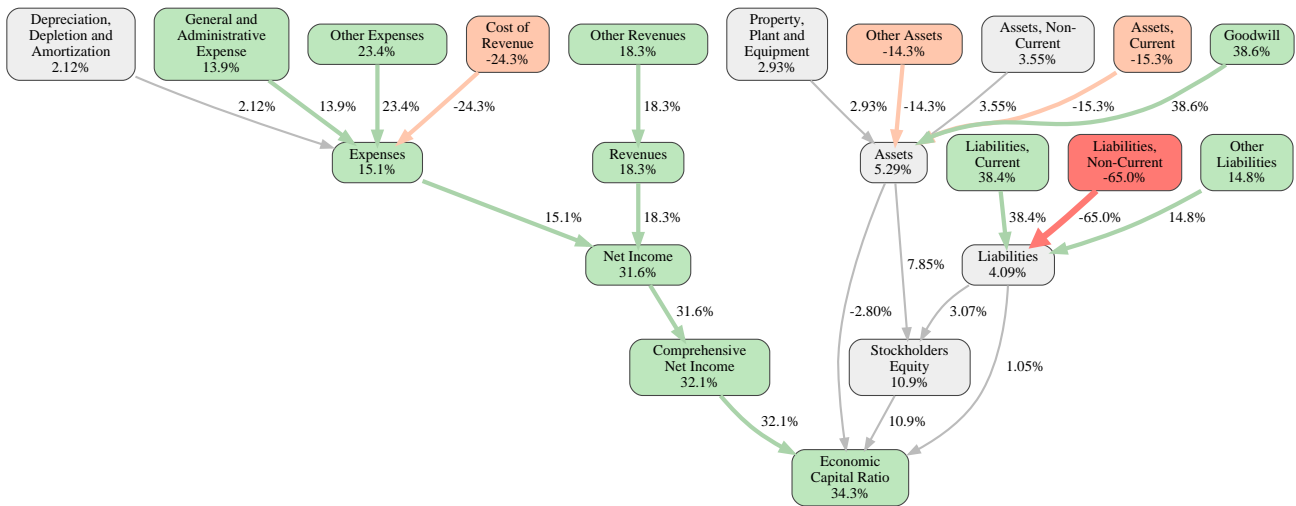 Depreciation,
Depletion and
Amortization
2.12%
General and
Administrative
Expense
13.9%
Other Expenses
23.4%
Cost of
Revenue
-24.3%
Other Revenues
18.3%
Property,
Plant and
Equipment
2.93%
Other Assets
-14.3%
Assets, Non-
Current
3.55%
Assets,
Current
-15.3%
Goodwill
38.6%
2.12%
13.9%
23.4%
-24.3%
18.3%
2.93%
-14.3%
3.55%
-15.3%
38.6%
Expenses
15.1%
Revenues
18.3%
Assets
5.29%
Liabilities,
Current
38.4%
Liabilities,
Non-Current
-65.0%
Other
Liabilities
14.8%
15.1%
18.3%
38.4%
-65.0%
14.8%
Net Income
31.6%
7.85%
Liabilities
4.09%
31.6%
-2.80%
3.07%
Comprehensive
Net Income
32.1%
Stockholders
Equity
10.9%
1.05%
32.1%
10.9%
Economic
Capital Ratio
34.3%